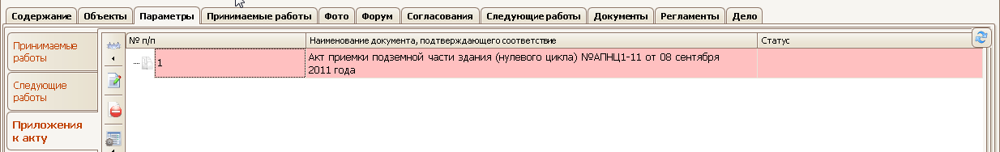 Содержание Объекты Параметры Принимаемые работы Фото Форум Согласования Следующие работы Документы Регламенты Дело
Принимаемые
работы
Следующие
работы
Приложения
к акту
№ п/п Наименование документа, подтверждающего соответствие Статус
1 Акт приемки подземной части здания (нулевого цикла) №АПНЦ1-11 от 08 сентября
2011 года